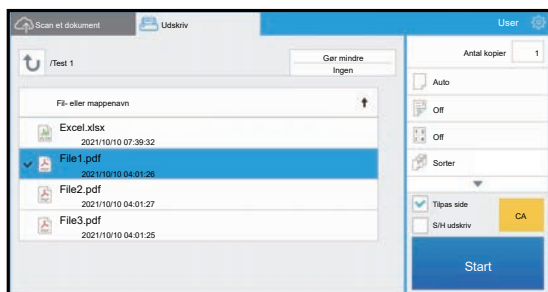 Scan et dokument
Udskriv
User
/Test 1
Gør mindre
Ingen
Fil- eller mappenavn
Excel.xlsx
2021/10/10 07:39:32
File1.pdf
2021/10/10 04:01:26
File2.pdf
2021/10/10 04:01:27
File3.pdf
2021/10/10 04:01:25
Antal kopier 1
Auto
Off
Off
Sorter
Tilpas side
S/H udskriv
CA
Start